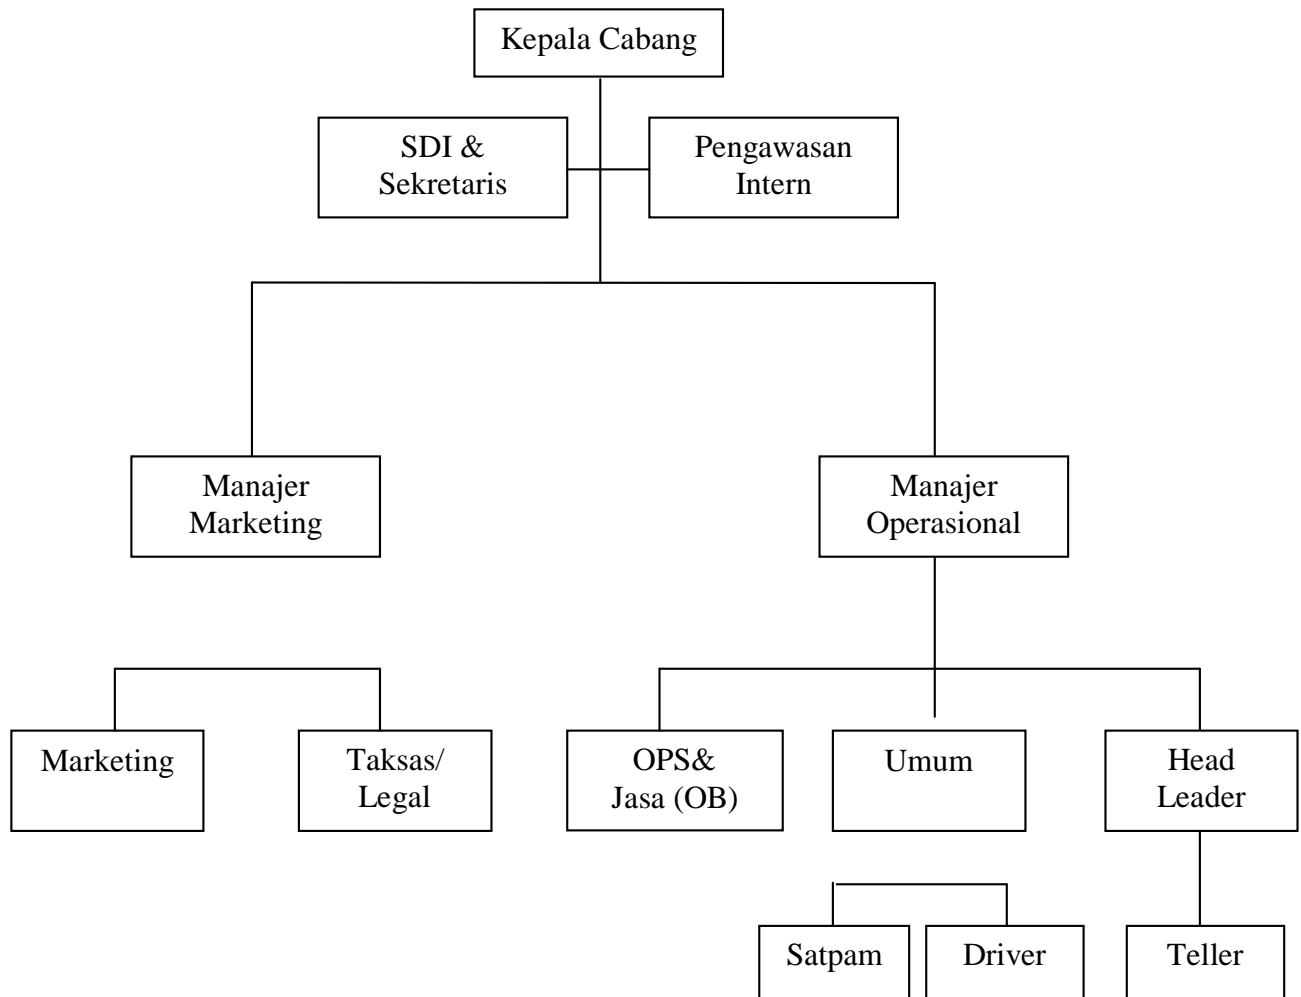 Kepala Cabang
SDI &
Sekretaris
Pengawasan
Intern
Manajer
Marketing
Manajer
Operasional
Marketing
Taksas/
Legal
OPS&
Jasa (OB)
Umum
Head
Leader
Satpam
Driver
Teller